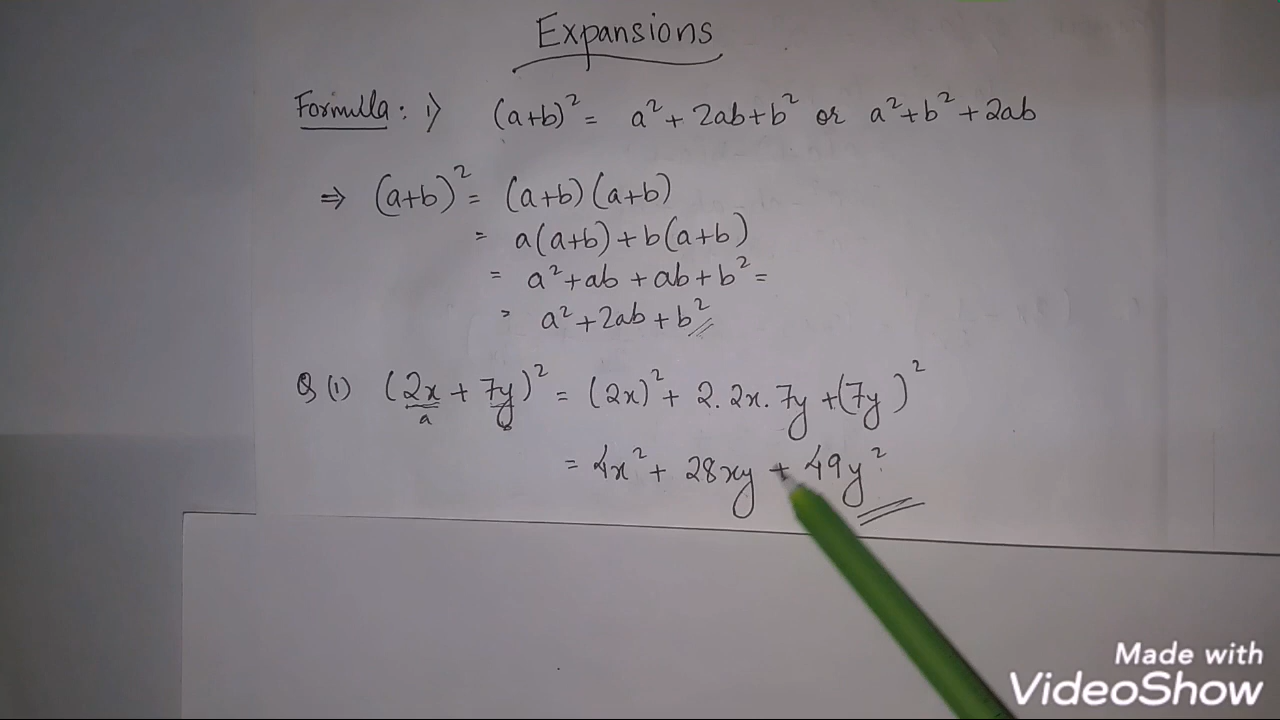 Expansions
Formulla : 1) (a+b)² = a² + 2ab + b² or a² + b² + 2ab
⇒ (a+b)² = (a+b) (a+b)
= a(a+b) + b(a+b)
= a² + ab + ab + b² =
= a² + 2ab + b²
Q (1) (2x + 7y)² = (2x)² + 2. 2x. 7y + (7y)²
a b
= 4x² + 28xy + 49y²
Made with
VideoShow